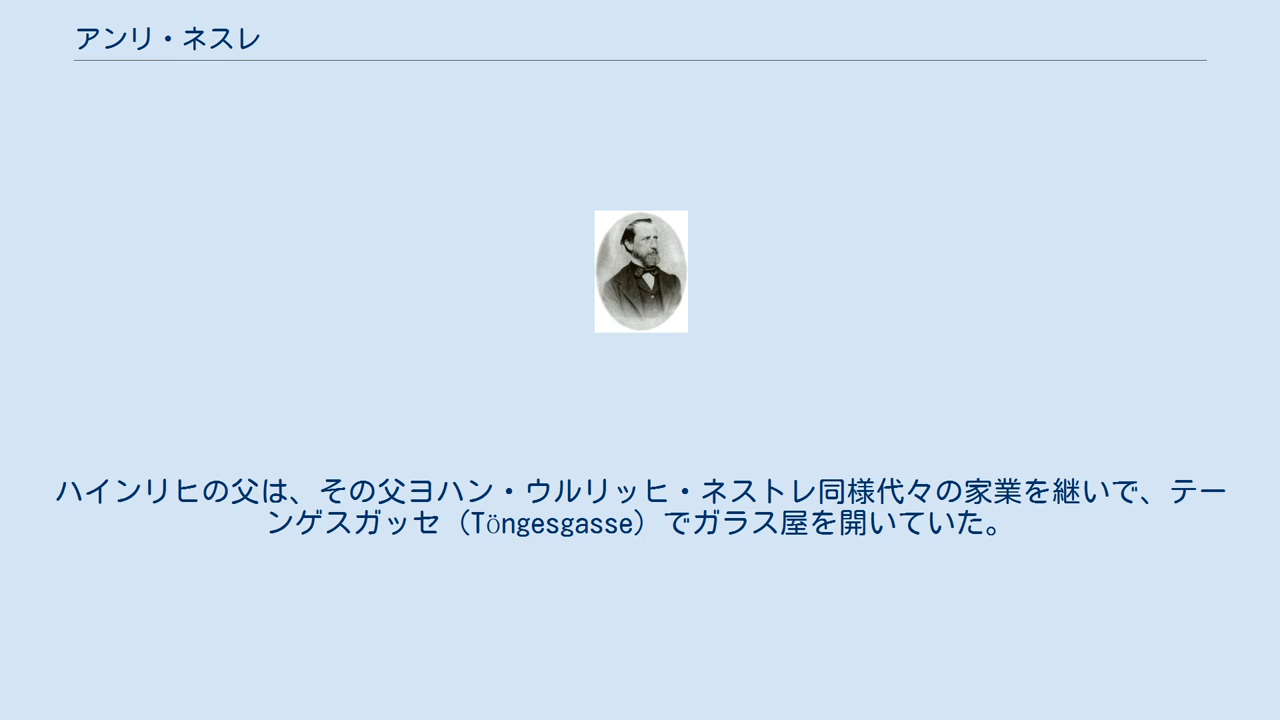 アンリ・ネスレ
ハインリヒの父は、その父ヨハン・ウルリッヒ・ネストレ同様代々の家業を継いで、テー
ンゲスガッセ（Töngesgasse）でガラス屋を開いていた。